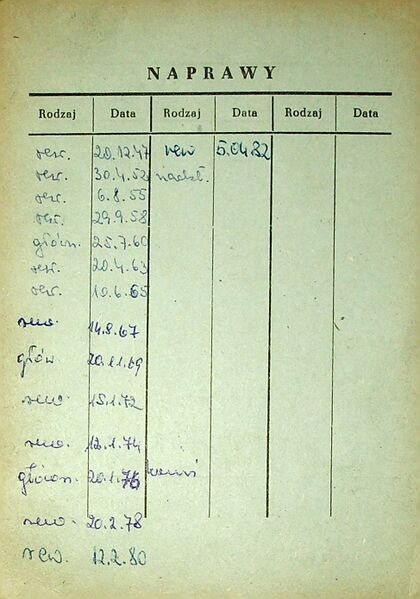 NAPRAWY
Rodzaj Data Rodzaj Data Rodzaj Data
rew. 20.12.47 rew 5.04.82
rew. 30.4.52 nadzw.
rew. 6.8.55
rew. 29.9.58
główn. 25.7.60
rew. 20.4.63
rew. 10.6.65
rew. 14.8.67
główn. 20.11.69
rew. 15.1.72
rew. 12.1.74
główn. 20.1.76
rew. 20.2.78
rew. 12.2.80